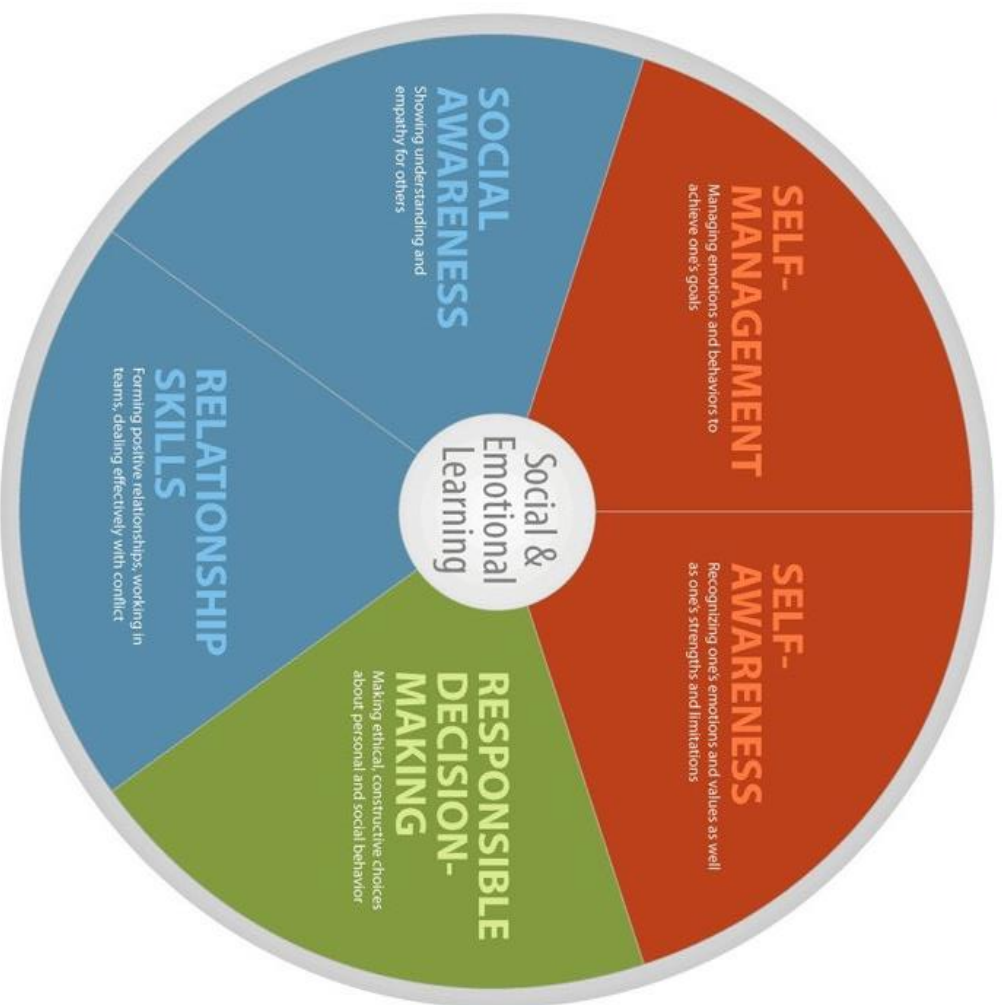 SELF-
MANAGEMENT
Managing emotions and behaviors to
achieve one's goals
SELF-
AWARENESS
Recognizing one's emotions and values as well
as one's strengths and limitations
SOCIAL
AWARENESS
Showing understanding and
empathy for others
Social &
Emotional
Learning
RESPONSIBLE
DECISION-
MAKING
Making ethical, constructive choices
about personal and social behavior
RELATIONSHIP
SKILLS
Forming positive relationships, working in
teams, dealing effectively with conflict